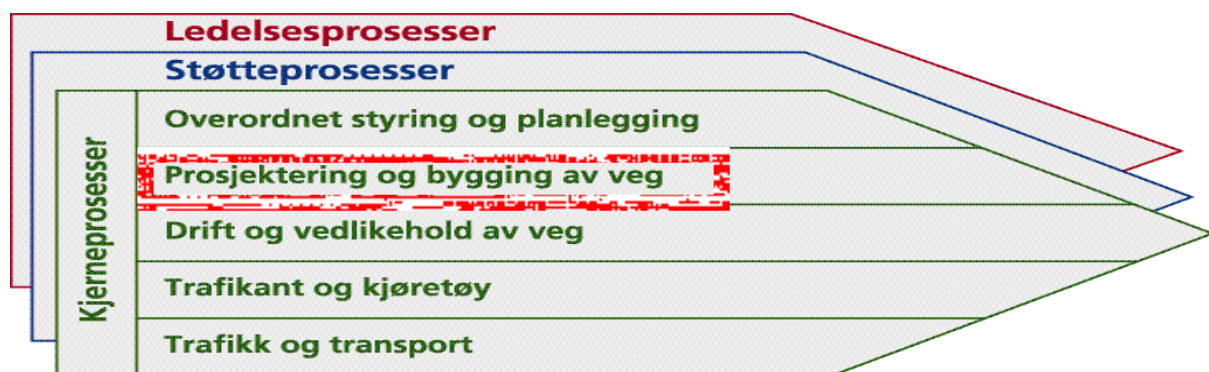 Ledelsesprosesser
Støtteprosesser
Kjerneprosesser
Overordnet styring og planlegging
Prosjektering og bygging av veg
Drift og vedlikehold av veg
Trafikant og kjøretøy
Trafikk og transport